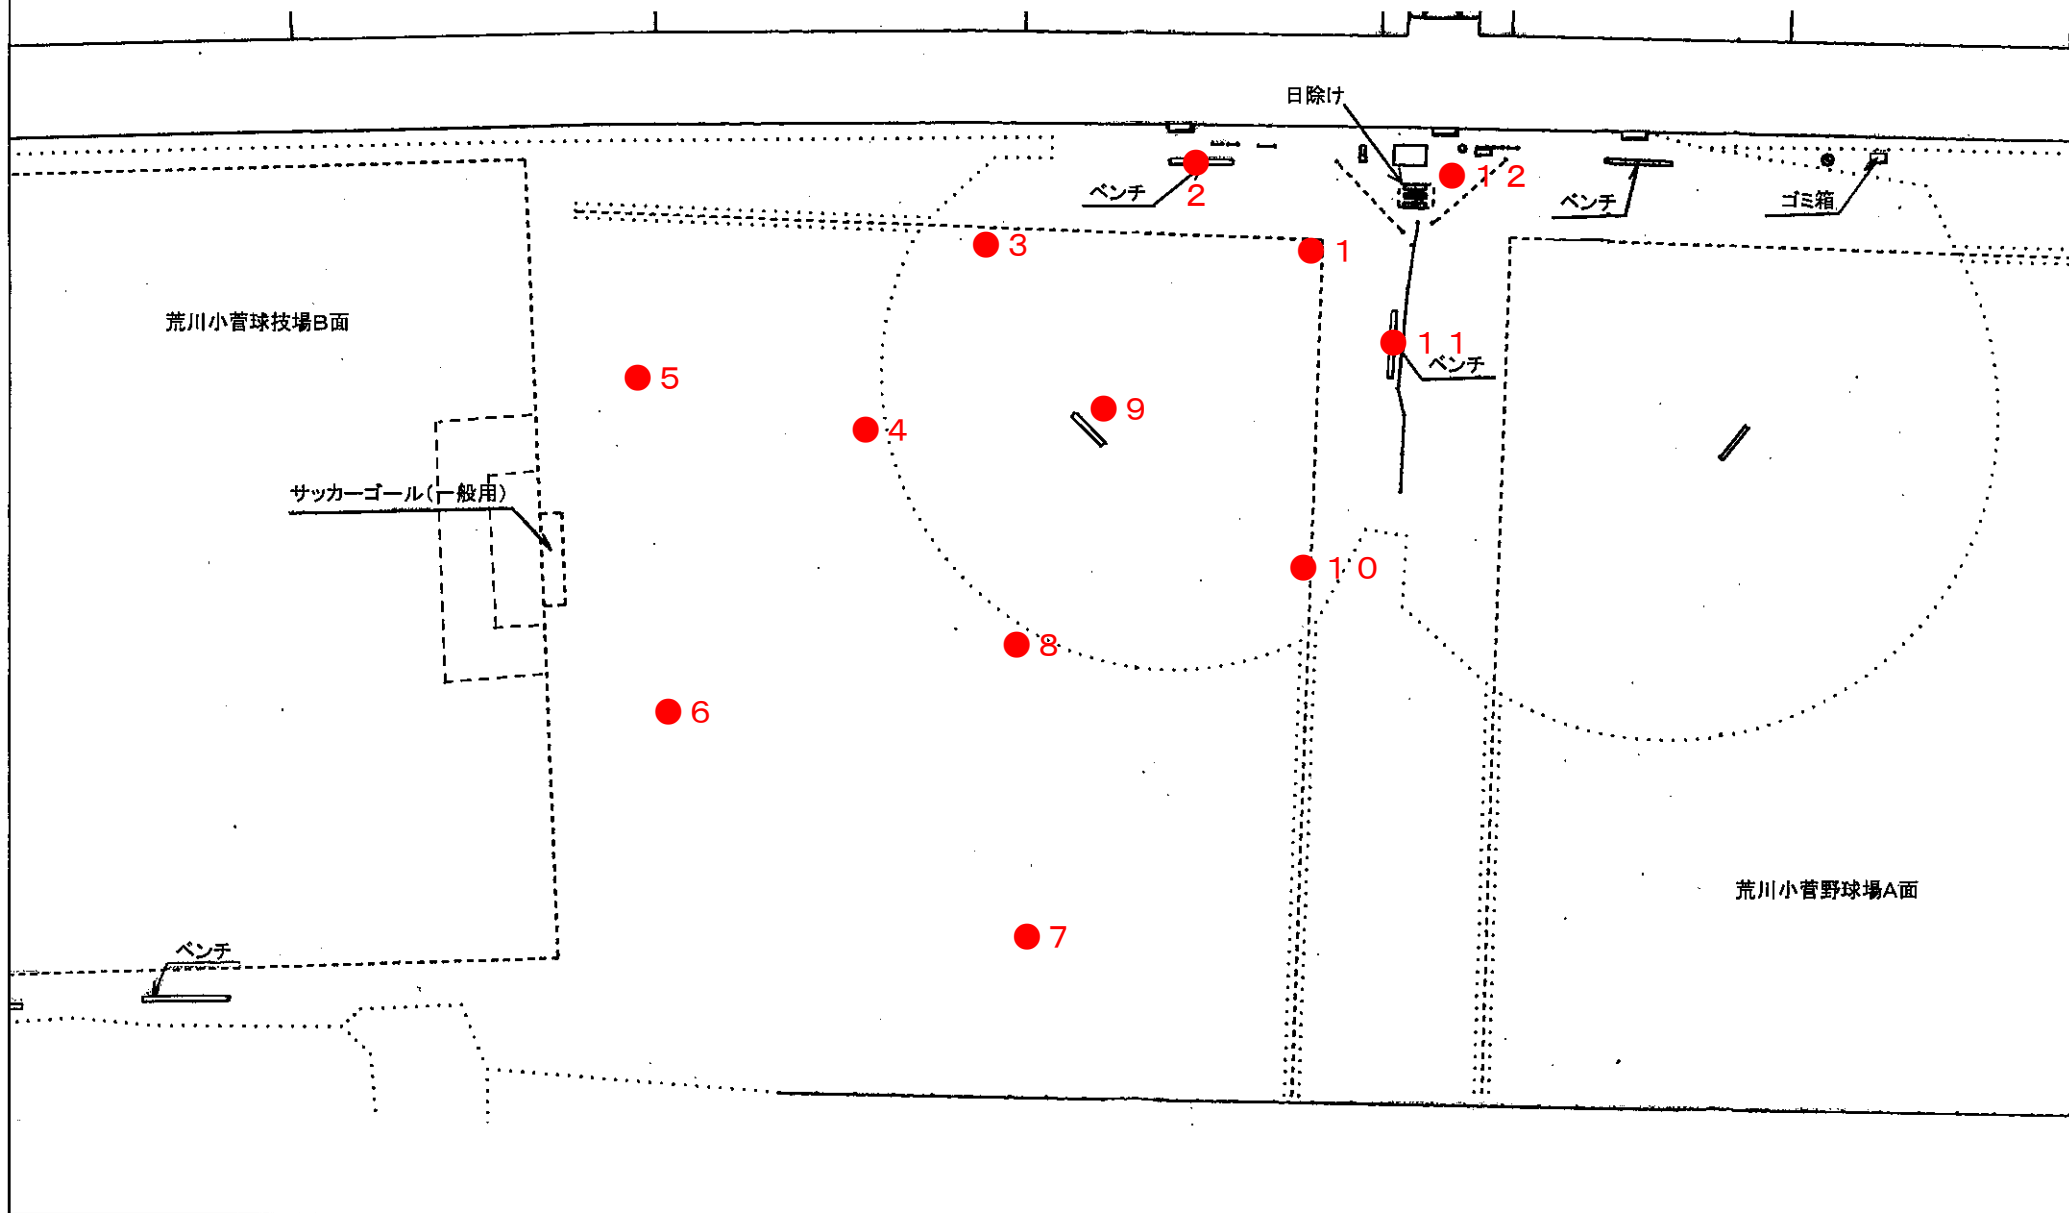 日除け
1 2
ベンチ
2
ベンチ
ゴミ箱
3
1
荒川小菅球技場B面
1 1
ベンチ
5
9
4
サッカーゴール(一般用)
1 0
8
6
荒川小菅野球場A面
7
ベンチ